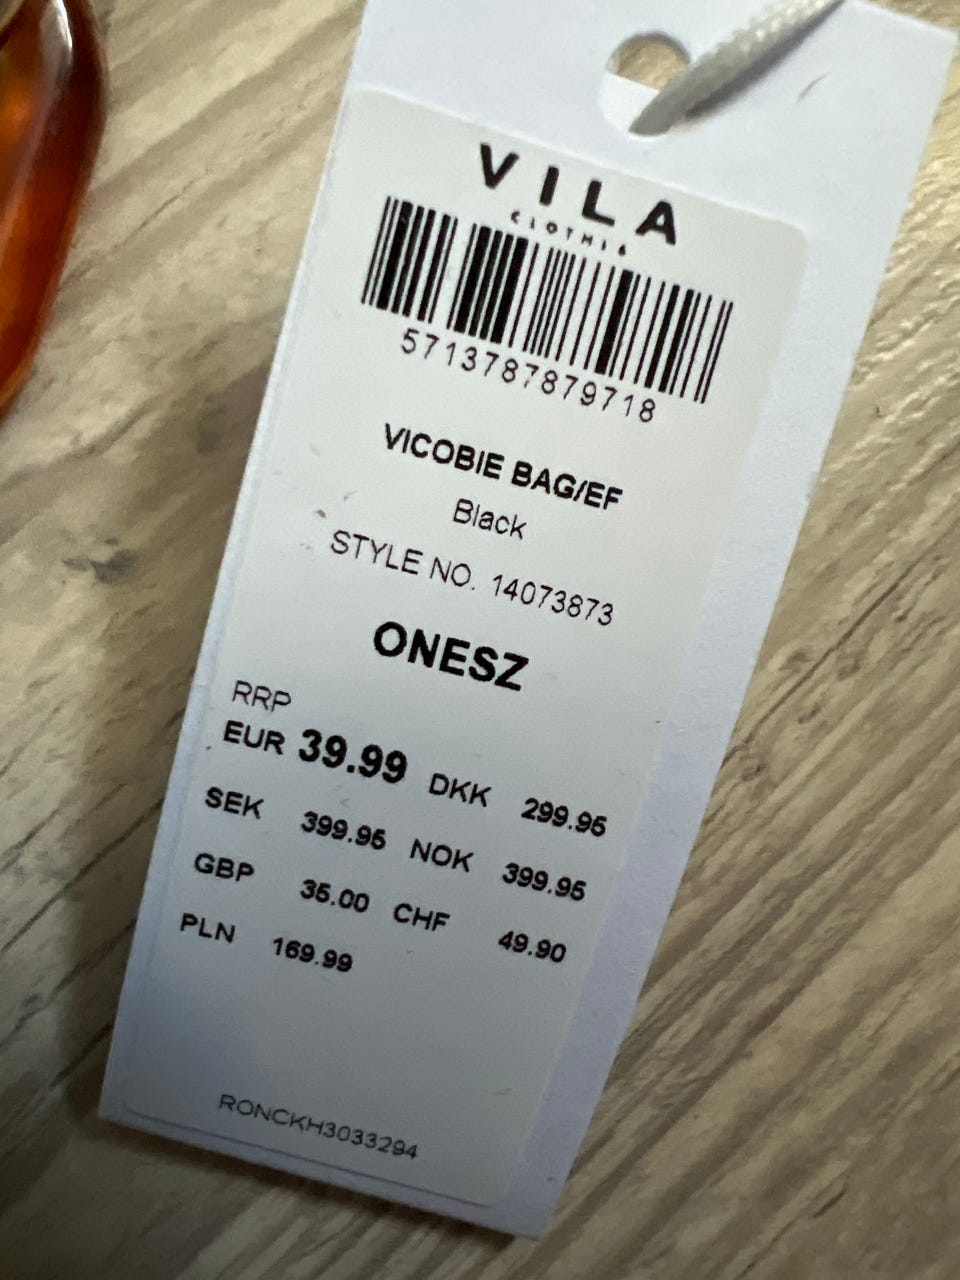 VILA
CLOTHES
5713787879718
VICOBIE BAG/EF
Black
STYLE NO. 14073873
ONESZ
RRP
EUR 39.99 DKK 299.95
SEK 399.95 NOK 399.95
GBP 35.00 CHF 49.90
PLN 169.99
RONCKH3033294